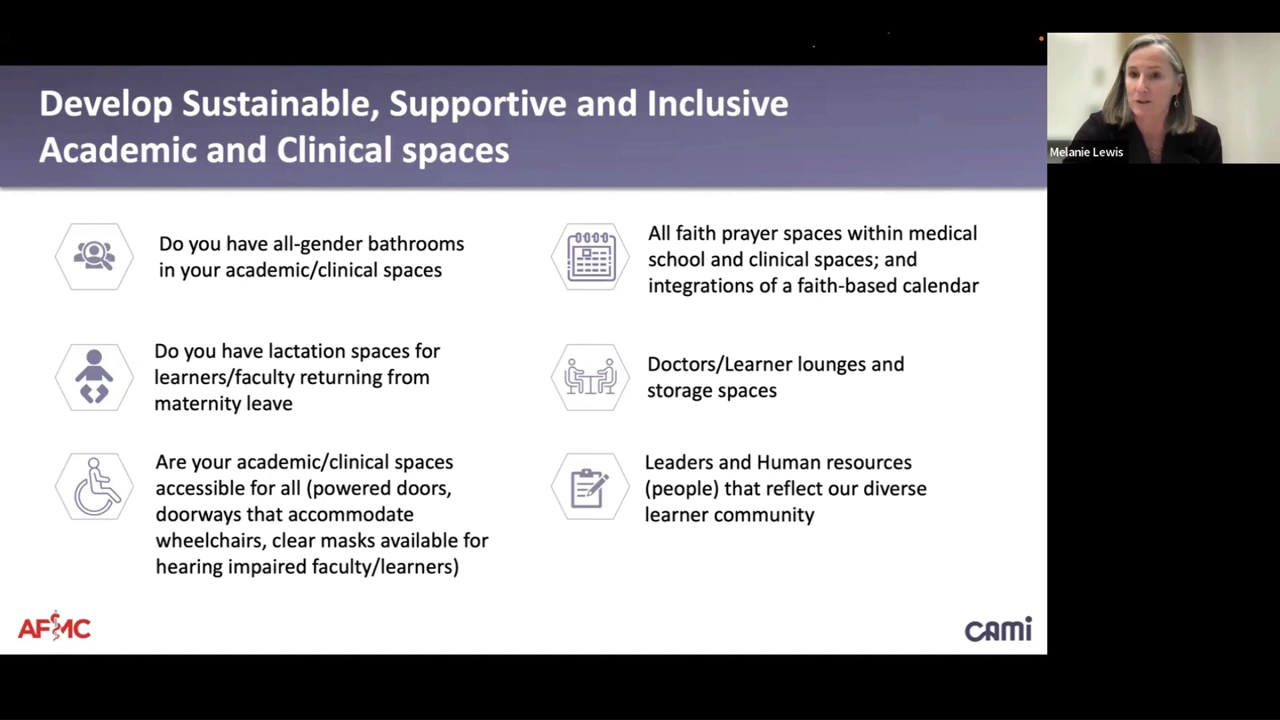 Develop Sustainable, Supportive and Inclusive
Academic and Clinical spaces
Melanie Lewis
Do you have all-gender bathrooms
in your academic/clinical spaces
Do you have lactation spaces for
learners/faculty returning from
maternity leave
Are your academic/clinical spaces
accessible for all (powered doors,
doorways that accommodate
wheelchairs, clear masks available for
hearing impaired faculty/learners)
All faith prayer spaces within medical
school and clinical spaces; and
integrations of a faith-based calendar
Doctors/Learner lounges and
storage spaces
Leaders and Human resources
(people) that reflect our diverse
learner community
AFMC
CAMi